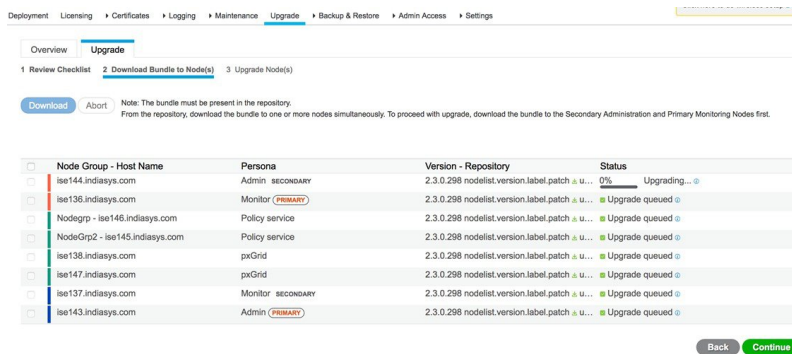 Deployment Licensing Certificates Logging Maintenance Upgrade Backup & Restore Admin Access Settings
Overview Upgrade
1 Review Checklist 2 Download Bundle to Node(s) 3 Upgrade Node(s)
Download Abort Note: The bundle must be present in the repository.
From the repository, download the bundle to one or more nodes simultaneously. To proceed with upgrade, download the bundle to the Secondary Administration and Primary Monitoring Nodes first.
Node Group - Host Name Persona Version - Repository Status
ise144.indiasys.com Admin SECONDARY 2.3.0.298 nodelist.version.label.patch u... 0% Upgrading...
ise136.indiasys.com Monitor PRIMARY 2.3.0.298 nodelist.version.label.patch u... Upgrade queued
Nodegrp - ise146.indiasys.com Policy service 2.3.0.298 nodelist.version.label.patch u... Upgrade queued
NodeGrp2 - ise145.indiasys.com Policy service 2.3.0.298 nodelist.version.label.patch u... Upgrade queued
ise138.indiasys.com pxGrid 2.3.0.298 nodelist.version.label.patch u... Upgrade queued
ise147.indiasys.com pxGrid 2.3.0.298 nodelist.version.label.patch u... Upgrade queued
ise137.indiasys.com Monitor SECONDARY 2.3.0.298 nodelist.version.label.patch u... Upgrade queued
ise143.indiasys.com Admin PRIMARY 2.3.0.298 nodelist.version.label.patch u... Upgrade queued
Back Continue